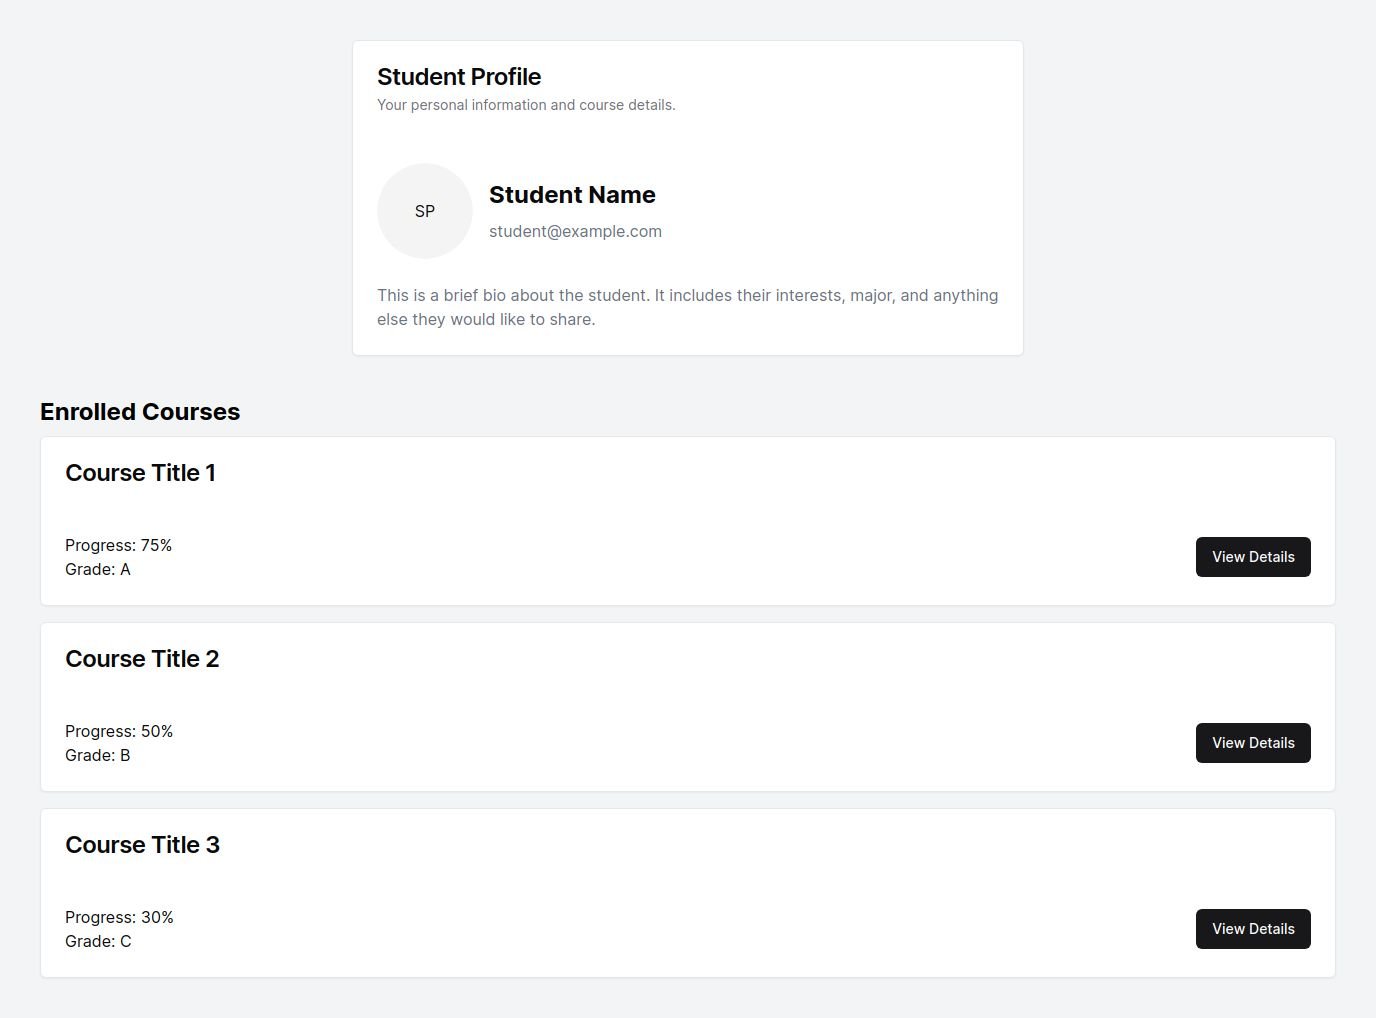 Student Profile
Your personal information and course details.
SP
Student Name
student@example.com
This is a brief bio about the student. It includes their interests, major, and anything
else they would like to share.
Enrolled Courses
Course Title 1
Progress: 75%
Grade: A
View Details
Course Title 2
Progress: 50%
Grade: B
View Details
Course Title 3
Progress: 30%
Grade: C
View Details